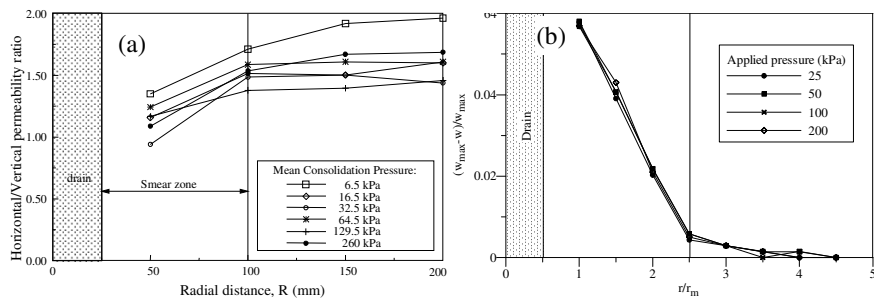 (a)
Horizontal/Vertical permeability ratio
2.00
1.50
1.00
0.50
0.00
drain
Smear zone
Mean Consolidation Pressure:
6.5 kPa
16.5 kPa
32.5 kPa
64.5 kPa
129.5 kPa
260 kPa
0
50
100
150
200
Radial distance, R (mm)
(b)
(w_max-w)/w_max
0.04
0.02
0
Drain
Applied pressure (kPa)
25
50
100
200
0
1
2
3
4
5
r/r_m